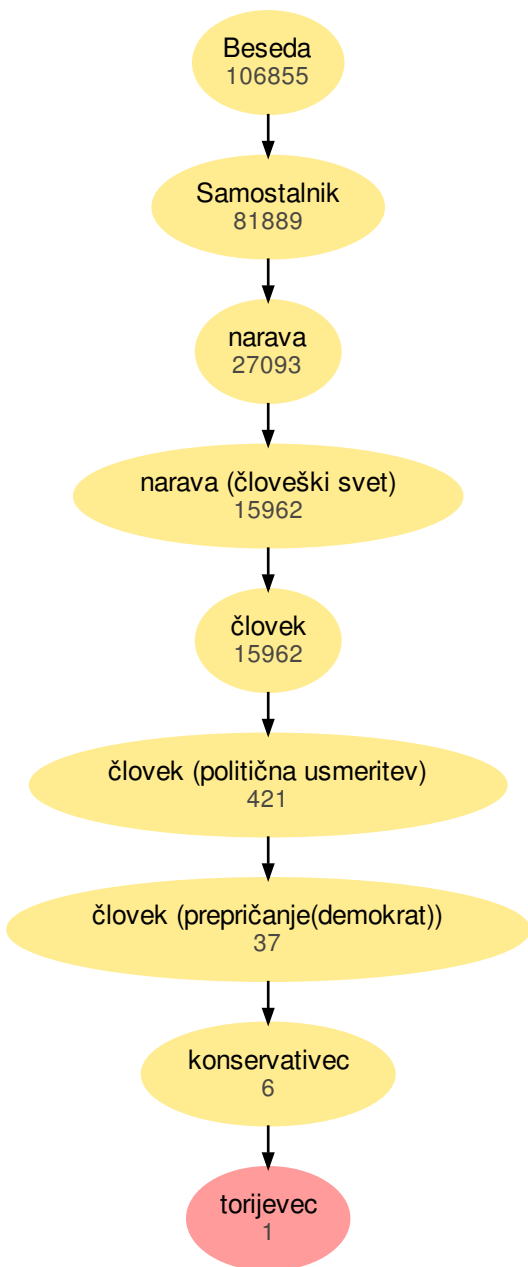 Beseda
106855
Samostalnik
81889
narava
27093
narava (človeški svet)
15962
človek
15962
človek (politična usmeritev)
421
človek (prepričanje(demokrat))
37
konservativec
6
torijevec
1